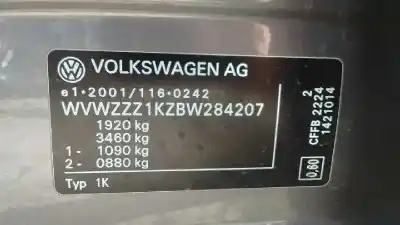 VOLKSWAGEN AG
e1*2001/116*0242
WVWZZZ1KZBW284207
1920 kg
3460 kg
1- 1090 kg
2- 0880 kg
Typ 1K
2
CFFB 2224
1421014
0,60